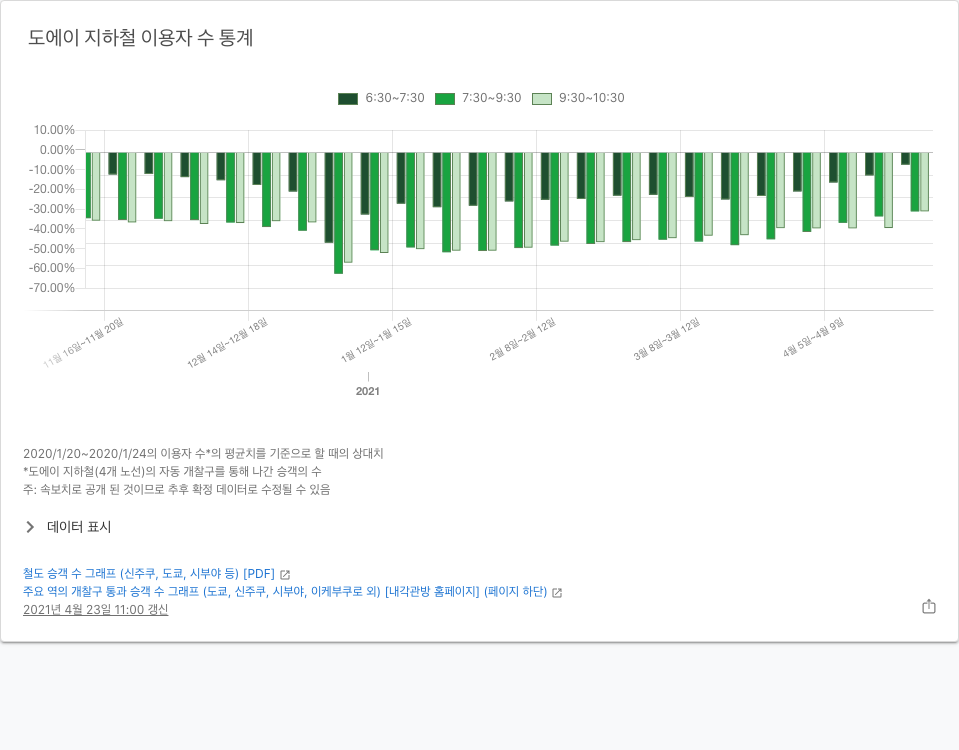 도에이 지하철 이용자 수 통계
6:30~7:30
7:30~9:30
9:30~10:30
10.00%
0.00%
-10.00%
-20.00%
-30.00%
-40.00%
-50.00%
-60.00%
-70.00%
11월 16일~11월 20일
12월 14일~12월 18일
1월 12일~1월 15일
2월 8일~2월 12일
3월 8일~3월 12일
4월 5일~4월 9일
2021
2020/1/20~2020/1/24의 이용자 수*의 평균치를 기준으로 할 때의 상대치
*도에이 지하철(4개 노선)의 자동 개찰구를 통해 나간 승객의 수
주: 속보치로 공개 된 것이므로 추후 확정 데이터로 수정될 수 있음
데이터 표시
철도 승객 수 그래프 (신주쿠, 도쿄, 시부야 등) [PDF]
주요 역의 개찰구 통과 승객 수 그래프 (도쿄, 신주쿠, 시부야, 이케부쿠로 외) [내각관방 홈페이지] (페이지 하단)
2021년 4월 23일 11:00 갱신